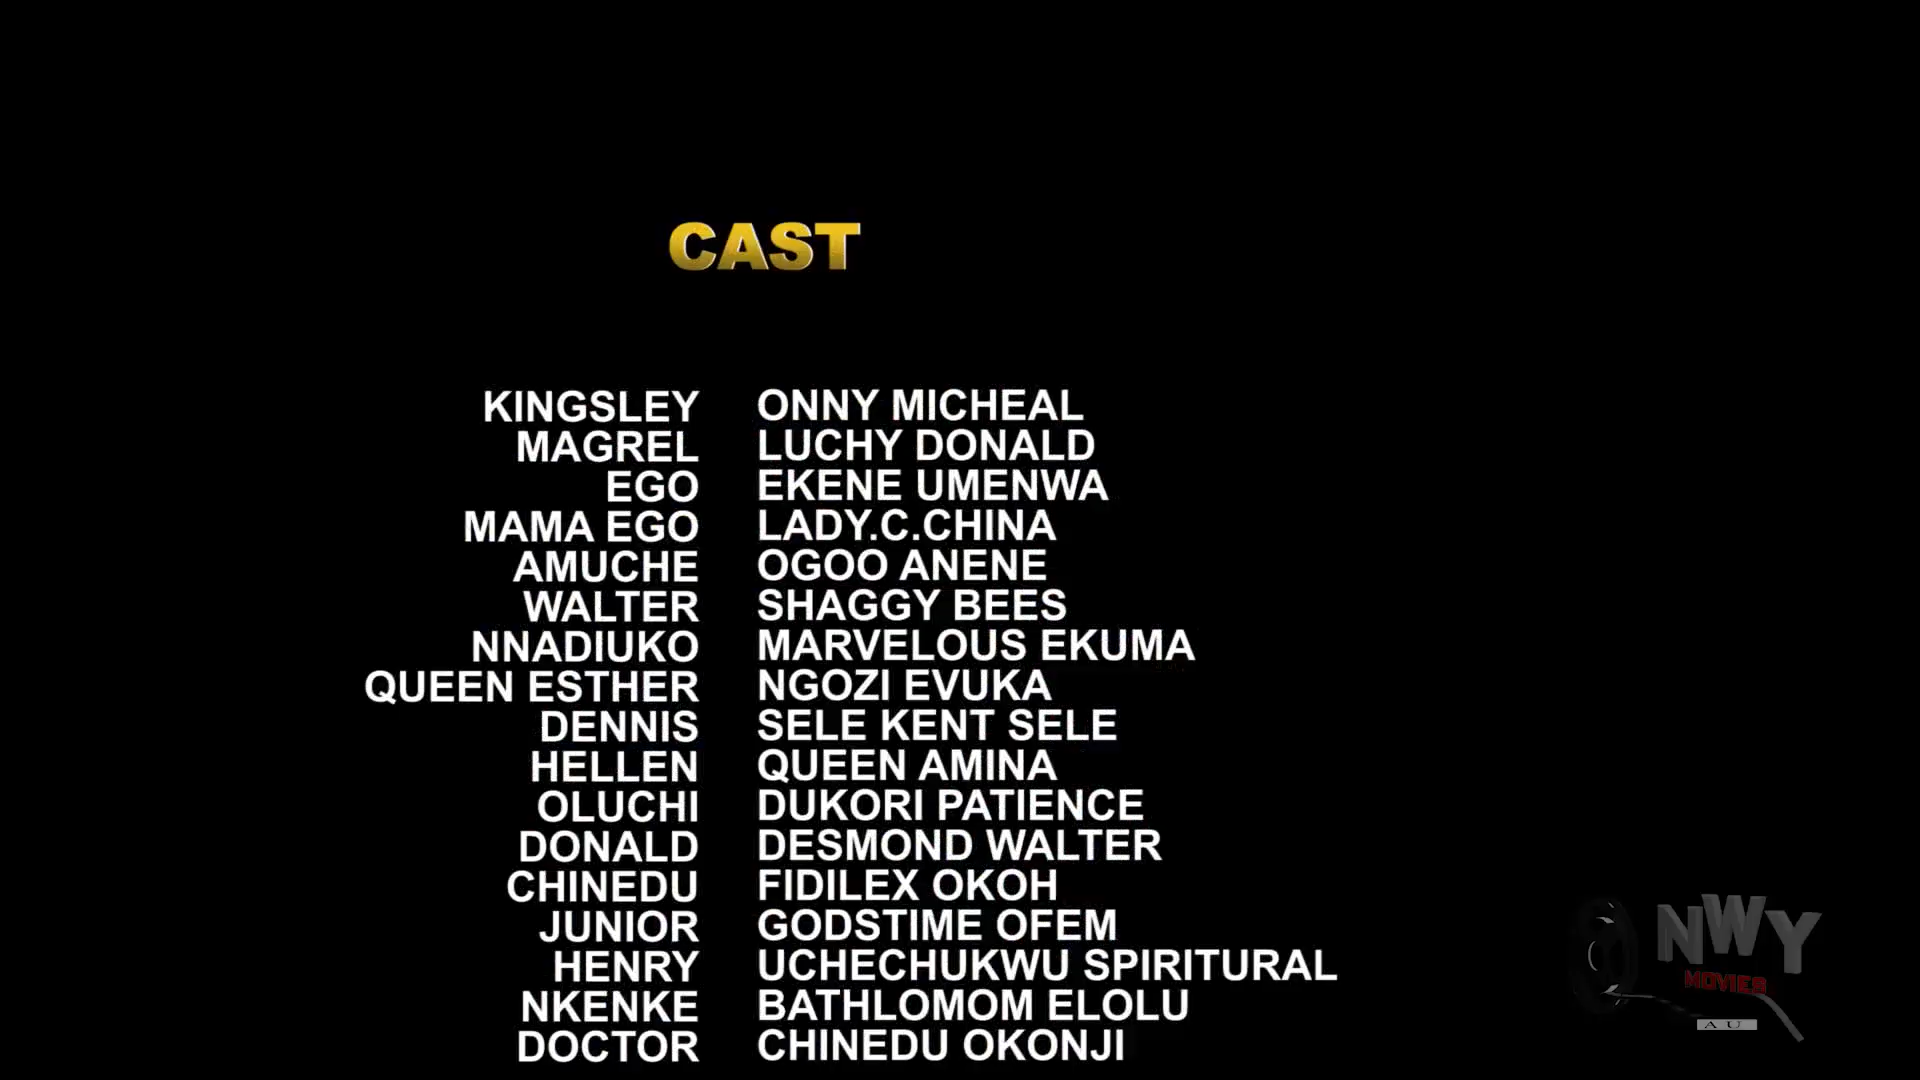 CAST
KINGSLEY ONNY MICHEAL
MAGREL LUCHY DONALD
EGO EKENE UMENWA
MAMA EGO LADY.C.CHINA
AMUCHE OGOO ANENE
WALTER SHAGGY BEES
NNADIUKO MARVELOUS EKUMA
QUEEN ESTHER NGOZI EVUKA
DENNIS SELE KENT SELE
HELLEN QUEEN AMINA
OLUCHI DUKORI PATIENCE
DONALD DESMOND WALTER
CHINEDU FIDILEX OKOH
JUNIOR GODSTIME OFEM
HENRY UCHECHUKWU SPIRITURAL
NKENKE BATHLOMOM ELOLU
DOCTOR CHINEDU OKONJI
NWY
MOVIES
AU